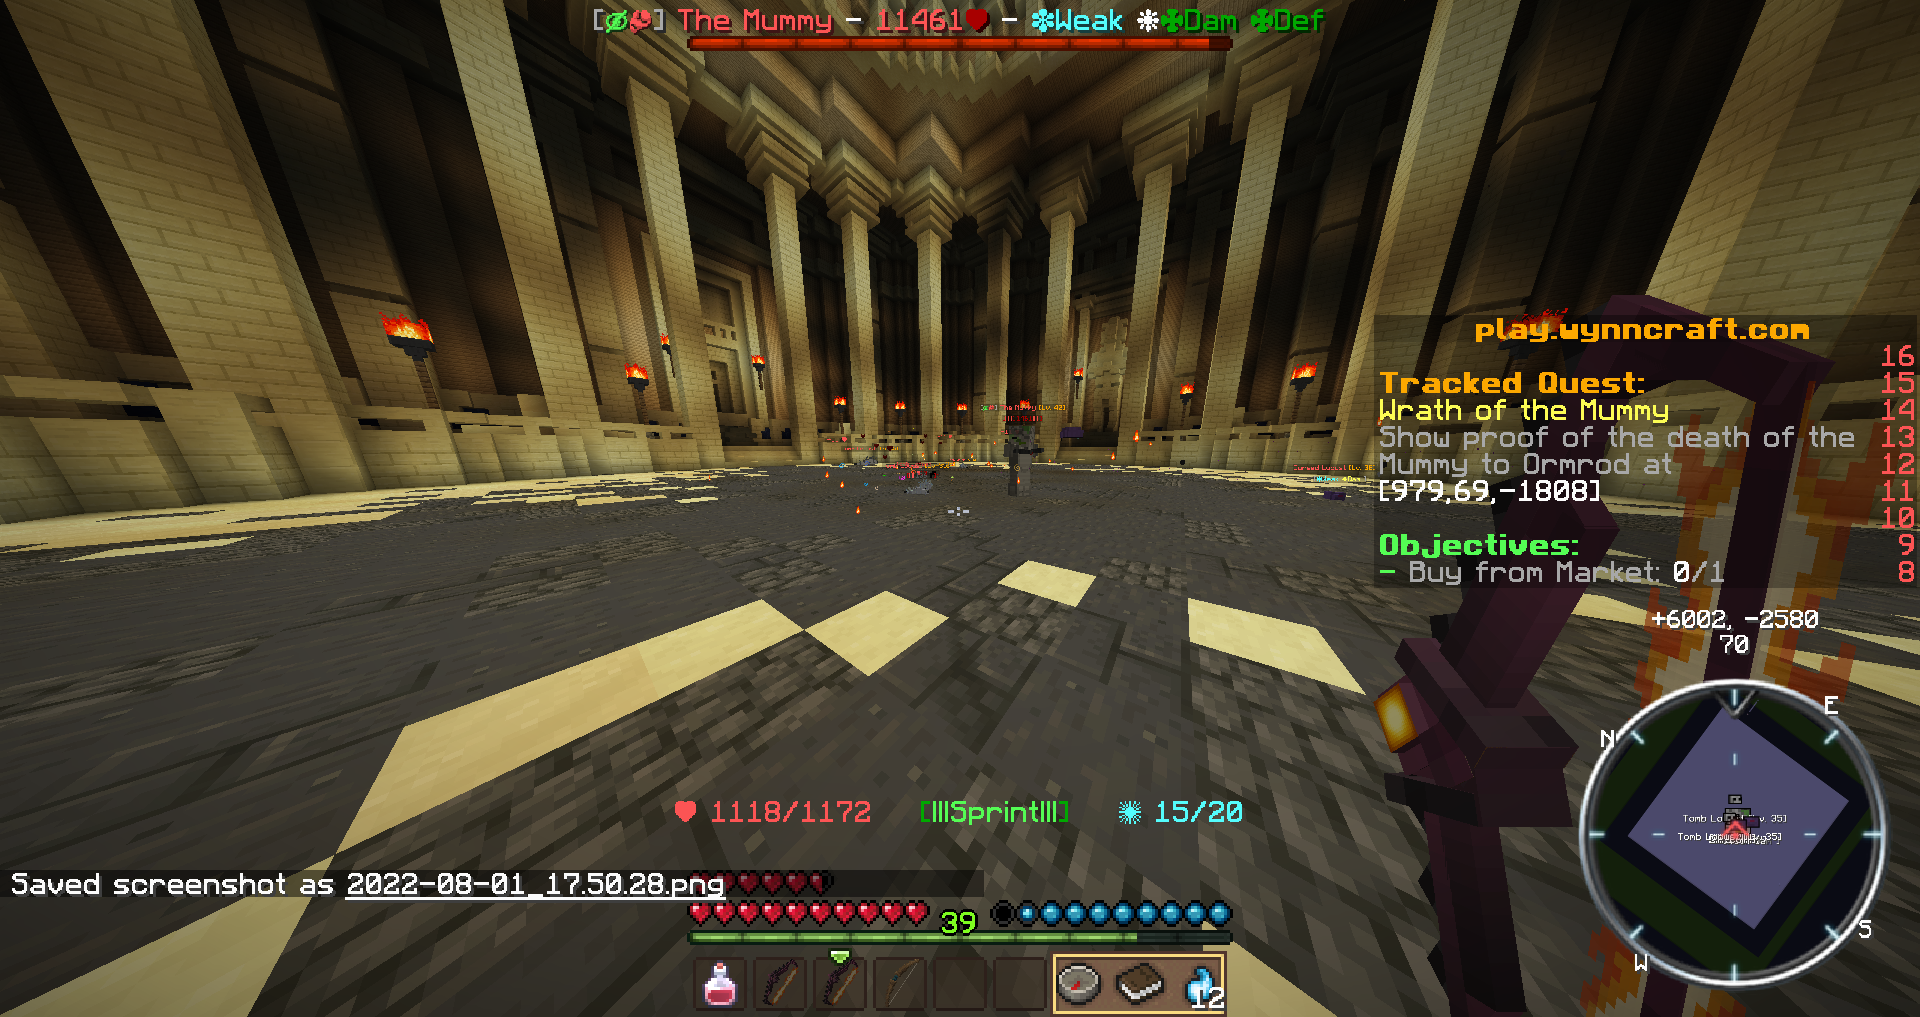 The Mummy - 11461 - Weak Dam Def
play.wynncraft.com
16
Tracked Quest: 15
Wrath of the Mummy 14
Show proof of the death of the 13
Mummy to Ormrod at 12
[979,69,-1808] 11
10
Objectives: 9
- Buy from Market: 0/1 8
+6002, -2580
70
N
E
S
W
1118/1172 [|||Sprint|||] 15/20
Saved screenshot as 2022-08-01_17.50.28.png
39
12